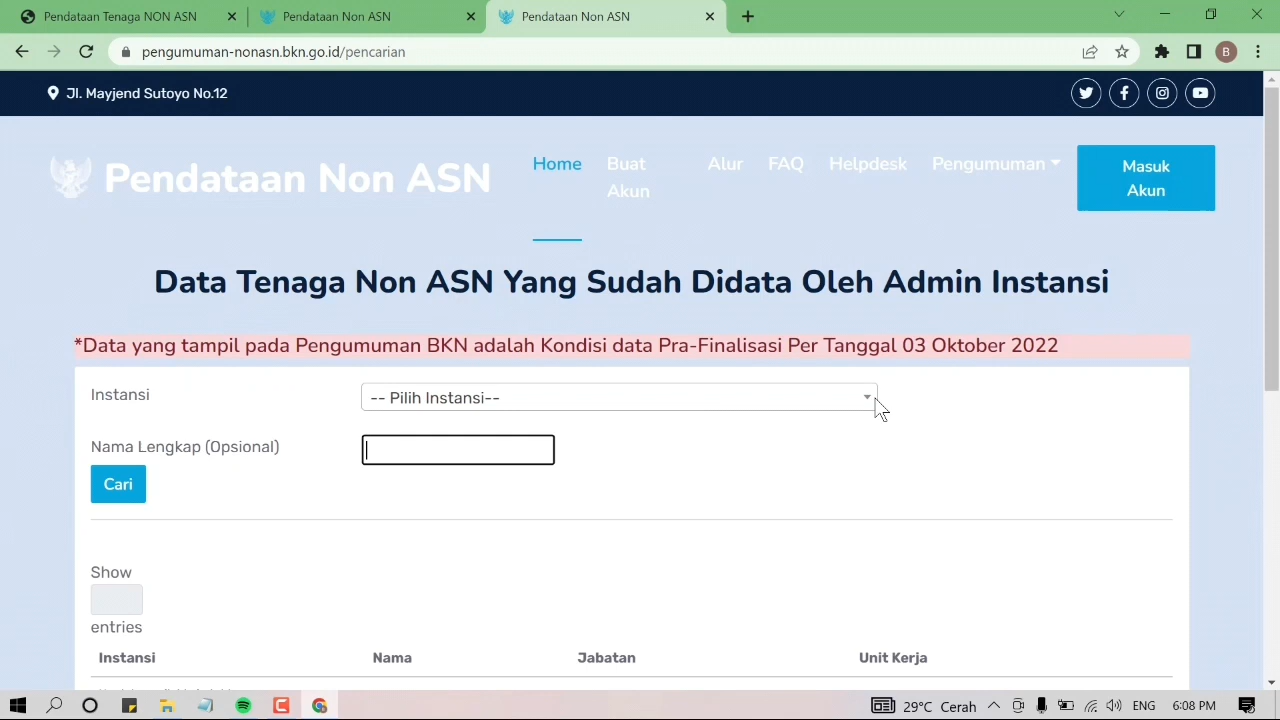 Pendataan Tenaga NON ASN
Pendataan Non ASN
Pendataan Non ASN
pengumuman-nonasn.bkn.go.id/pencarian
B
Jl. Mayjend Sutoyo No.12
Pendataan Non ASN
Home
Buat
Akun
Alur
FAQ
Helpdesk
Pengumuman
Masuk
Akun
Data Tenaga Non ASN Yang Sudah Didata Oleh Admin Instansi
*Data yang tampil pada Pengumuman BKN adalah Kondisi data Pra-Finalisasi Per Tanggal 03 Oktober 2022
Instansi
-- Pilih Instansi--
Nama Lengkap (Opsional)
Cari
Show
entries
Instansi Nama Jabatan Unit Kerja
29°C Cerah
ENG
6:08 PM